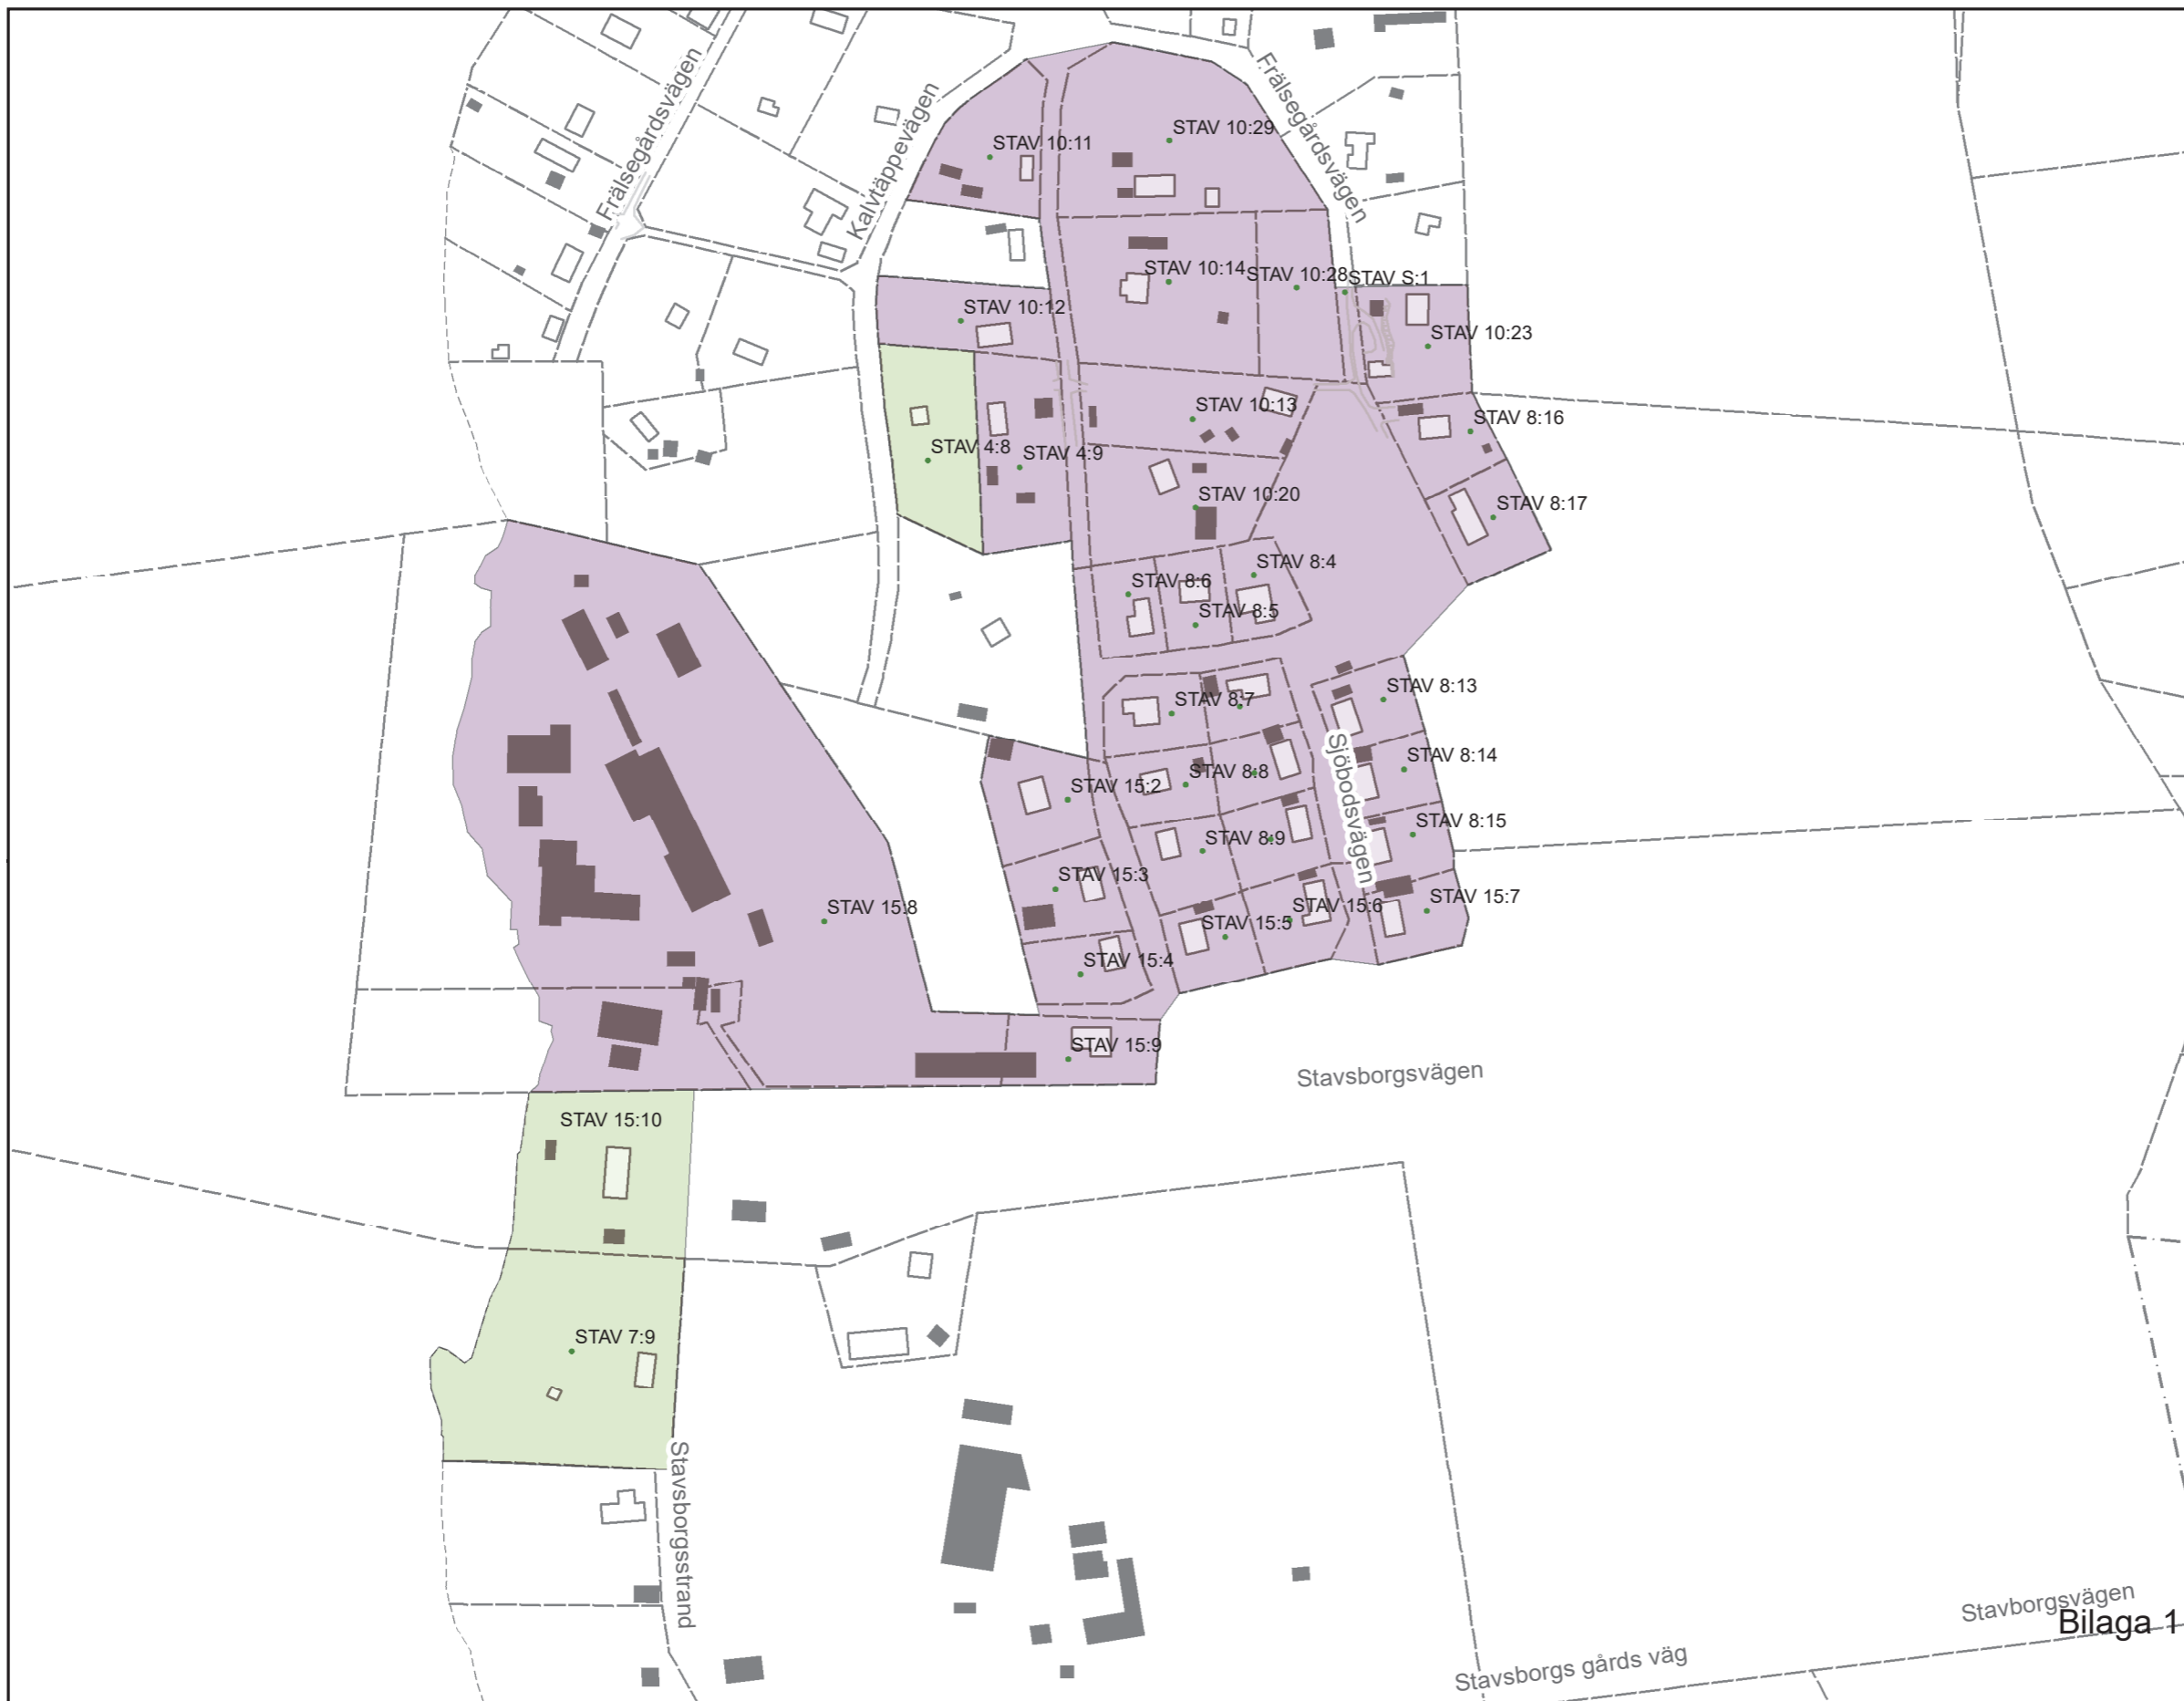 Frälsegårdsvägen
Kalvtäppevägen
Frälsegårdsvägen
STAV 10:29
STAV 10:11
STAV 10:14
STAV 10:28
STAV S:1
STAV 10:12
STAV 10:23
STAV 10:13
STAV 8:16
STAV 4:8
STAV 4:9
STAV 10:20
STAV 8:17
STAV 8:4
STAV 8:6
STAV 8:5
STAV 8:13
STAV 8:7
Sjöbodsvägen
STAV 8:14
STAV 8:8
STAV 15:2
STAV 8:15
STAV 8:9
STAV 15:3
STAV 15:7
STAV 15:6
STAV 15:8
STAV 15:5
STAV 15:4
STAV 15:9
Stavsborgsvägen
STAV 15:10
STAV 7:9
Stavsborgsstrand
Stavborgsvägen
Bilaga 1
Stavsborgs gårds väg